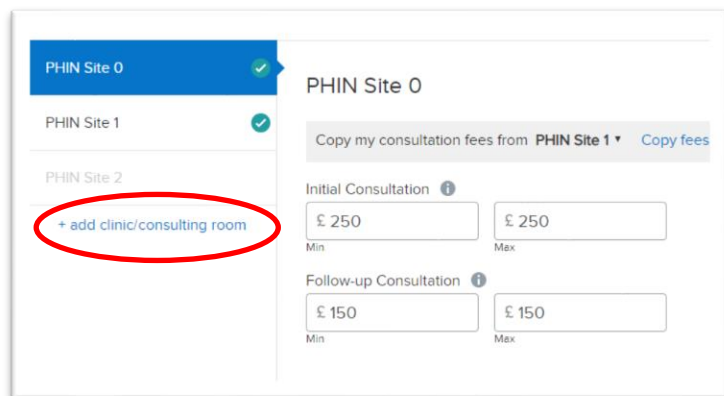 PHIN Site 0
PHIN Site 1
PHIN Site 2
+ add clinic/consulting room
PHIN Site 0
Copy my consultation fees from PHIN Site 1 ▾ Copy fees
Initial Consultation i
£ 250 £ 250
Min Max
Follow-up Consultation i
£ 150 £ 150
Min Max